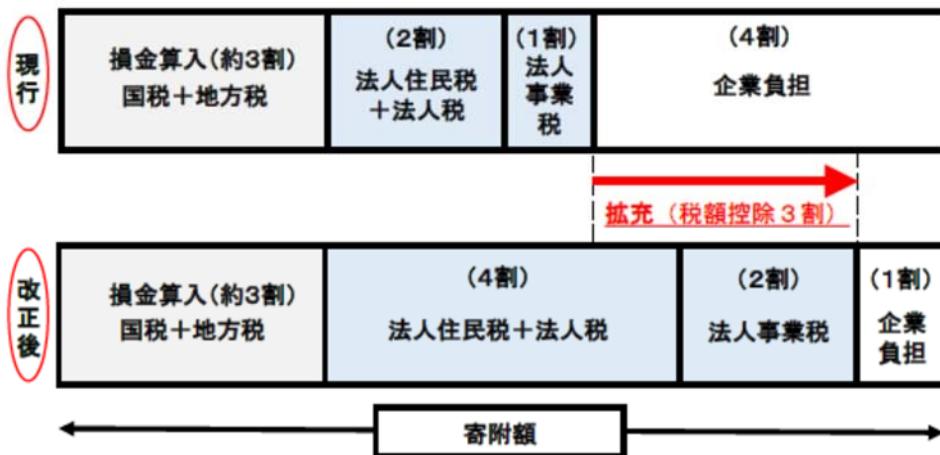 現行
損金算入(約3割)
国税＋地方税
(2割)
法人住民税
＋法人税
(1割)
法人
事業
税
(4割)
企業負担
拡充（税額控除３割）
改正後
損金算入(約3割)
国税＋地方税
(4割)
法人住民税＋法人税
(2割)
法人事業税
(1割)
企業
負担
寄附額